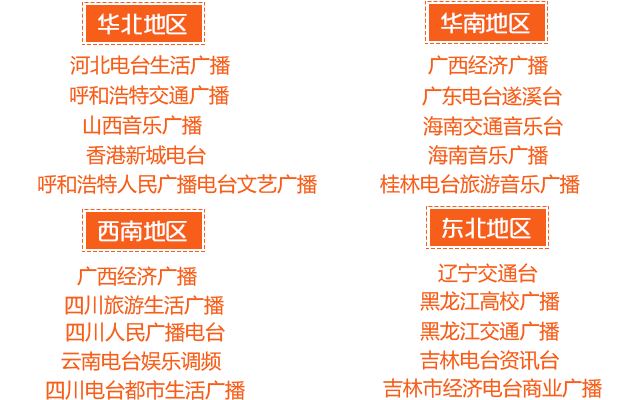 华北地区
河北电台生活广播
呼和浩特交通广播
山西音乐广播
香港新城电台
呼和浩特人民广播电台文艺广播
华南地区
广西经济广播
广东电台遂溪台
海南交通音乐台
海南音乐广播
桂林电台旅游音乐广播
西南地区
广西经济广播
四川旅游生活广播
四川人民广播电台
云南电台娱乐调频
四川电台都市生活广播
东北地区
辽宁交通台
黑龙江高校广播
黑龙江交通广播
吉林电台资讯台
吉林市经济电台商业广播